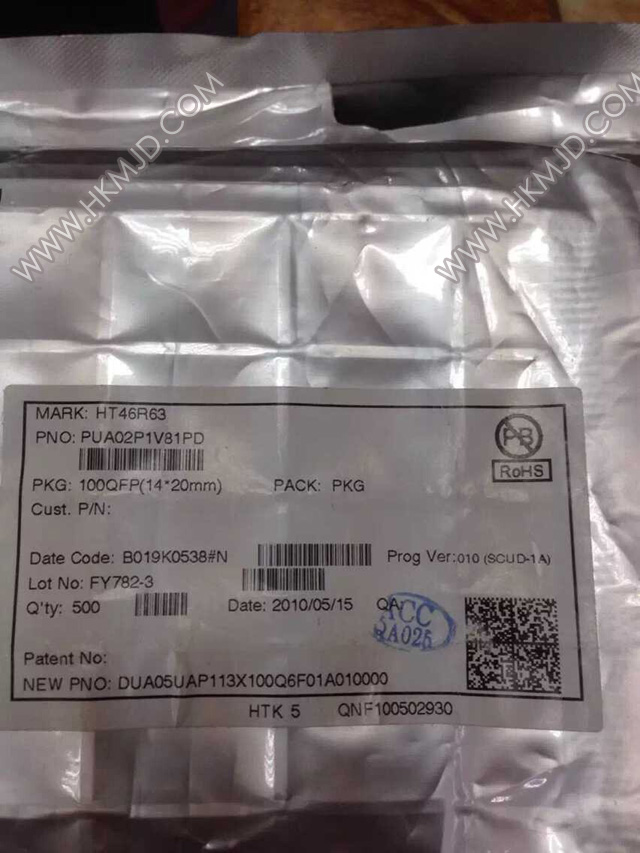 WWW.HKMJD.COM
WWW.HKMJD.COM
MARK: HT46R63
PNO: PUA02P1V81PD
PB
RoHS
PKG: 100QFP(14*20mm) PACK: PKG
Cust. P/N:
Date Code: B019K0538#N Prog Ver:010 (SCUD-1A)
Lot No: FY782-3
Q'ty: 500 Date: 2010/05/15 QA:
ACC
QA025
Patent No:
NEW PNO: DUA05UAP113X100Q6F01A010000
HTK 5 QNF100502930